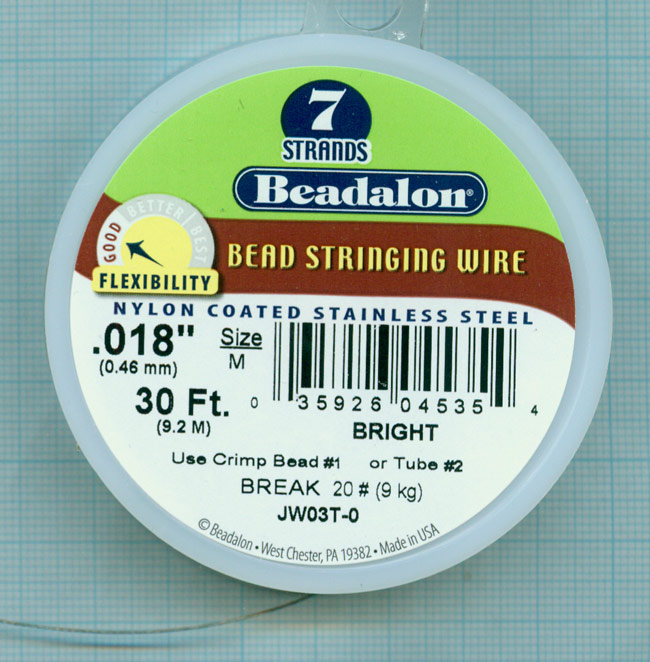 7
STRANDS
Beadalon®
GOOD BETTER BEST
FLEXIBILITY
BEAD STRINGING WIRE
NYLON COATED STAINLESS STEEL
.018"
(0.46 mm)
Size
M
30 Ft.
(9.2 M)
0 35926 04535 4
BRIGHT
Use Crimp Bead #1 or Tube #2
BREAK 20 # (9 kg)
JW03T-0
© Beadalon • West Chester, PA 19382 • Made in USA